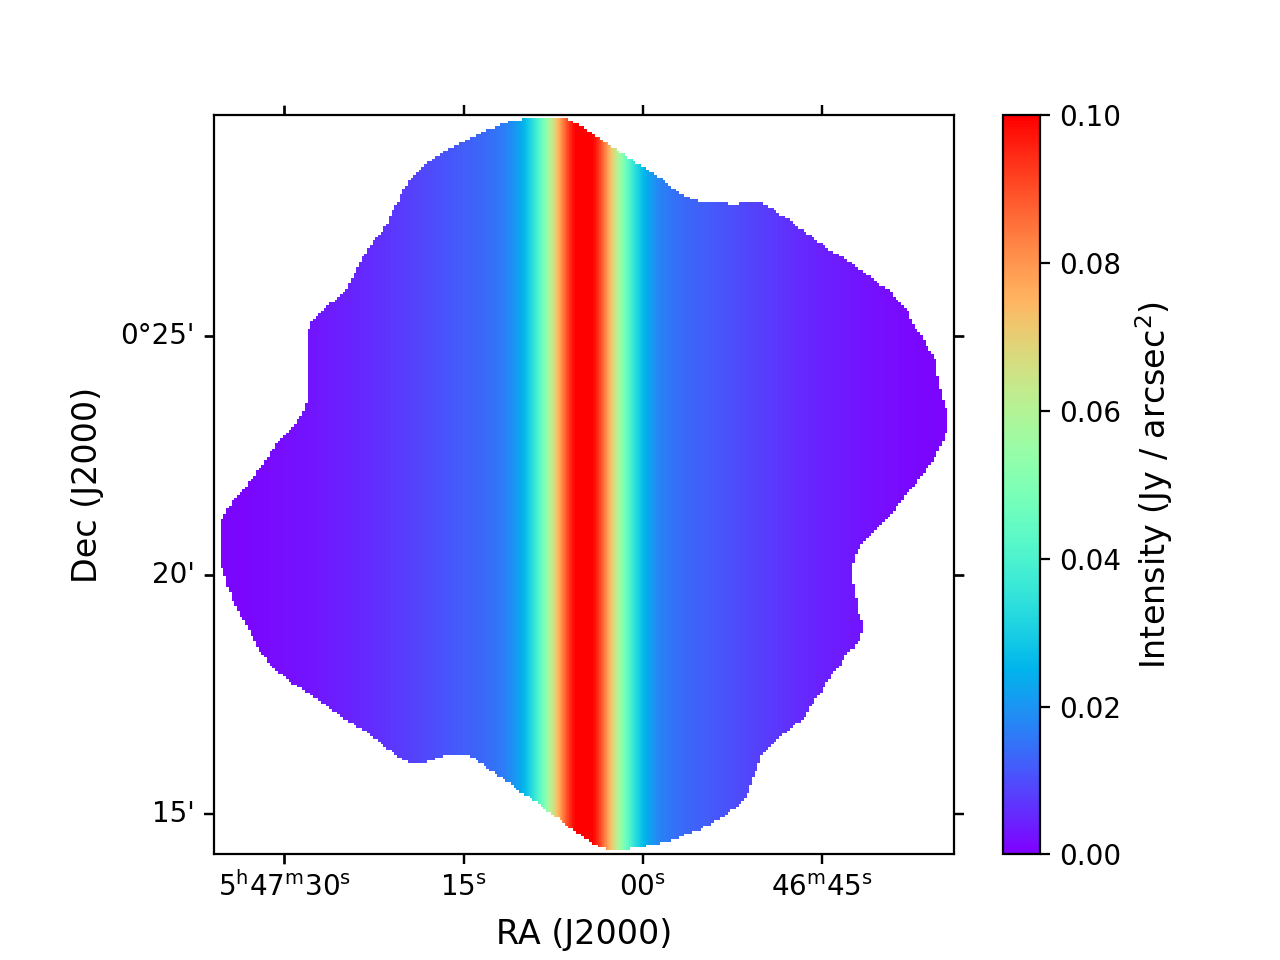 0.10
0.08
0.06
0.04
0.02
0.00
Intensity (Jy / arcsec²)
0°25'
20'
15'
Dec (J2000)
5ʰ47ᵐ30ˢ 15ˢ 00ˢ 46ᵐ45ˢ
RA (J2000)